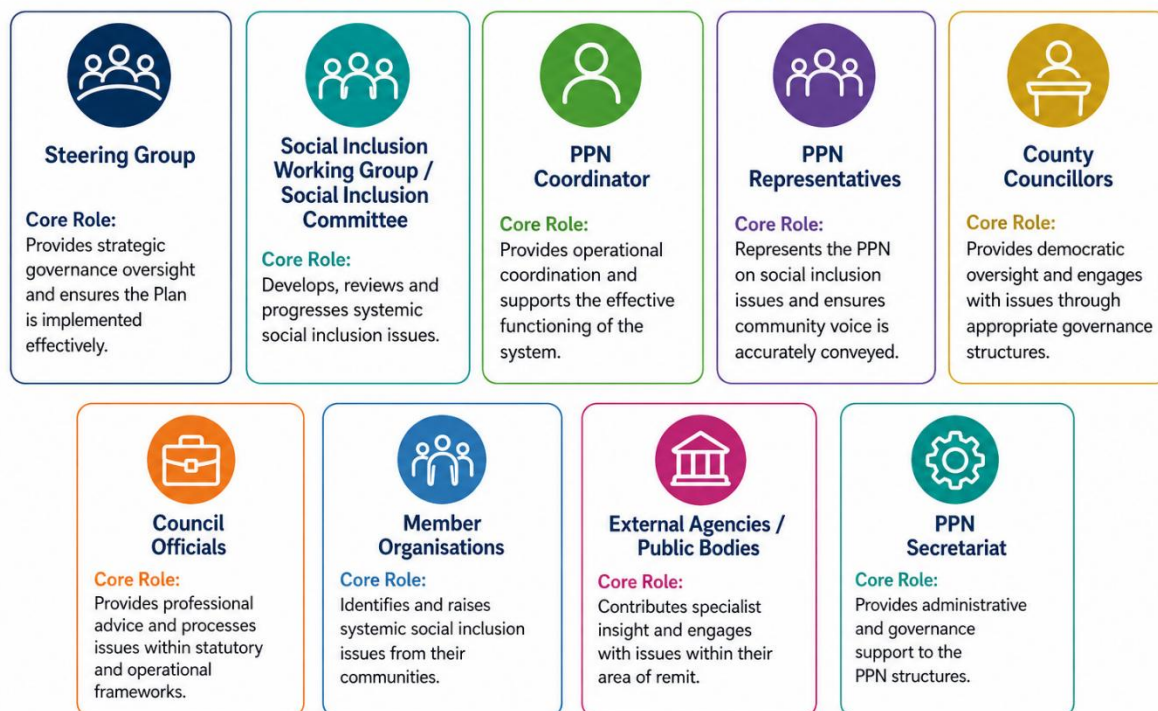 Steering Group
Core Role:
Provides strategic
governance oversight
and ensures the Plan
is implemented
effectively.
Social Inclusion
Working Group /
Social Inclusion
Committee
Core Role:
Develops, reviews and
progresses systemic
social inclusion issues.
PPN
Coordinator
Core Role:
Provides operational
coordination and
supports the effective
functioning of the
system.
PPN
Representatives
Core Role:
Represents the PPN
on social inclusion
issues and ensures
community voice is
accurately conveyed.
County
Councillors
Core Role:
Provides democratic
oversight and engages
with issues through
appropriate governance
structures.
Council
Officials
Core Role:
Provides professional
advice and processes
issues within statutory
and operational
frameworks.
Member
Organisations
Core Role:
Identifies and raises
systemic social inclusion
issues from their
communities.
External Agencies /
Public Bodies
Core Role:
Contributes specialist
insight and engages
with issues within their
area of remit.
PPN
Secretariat
Core Role:
Provides administrative
and governance
support to the
PPN structures.